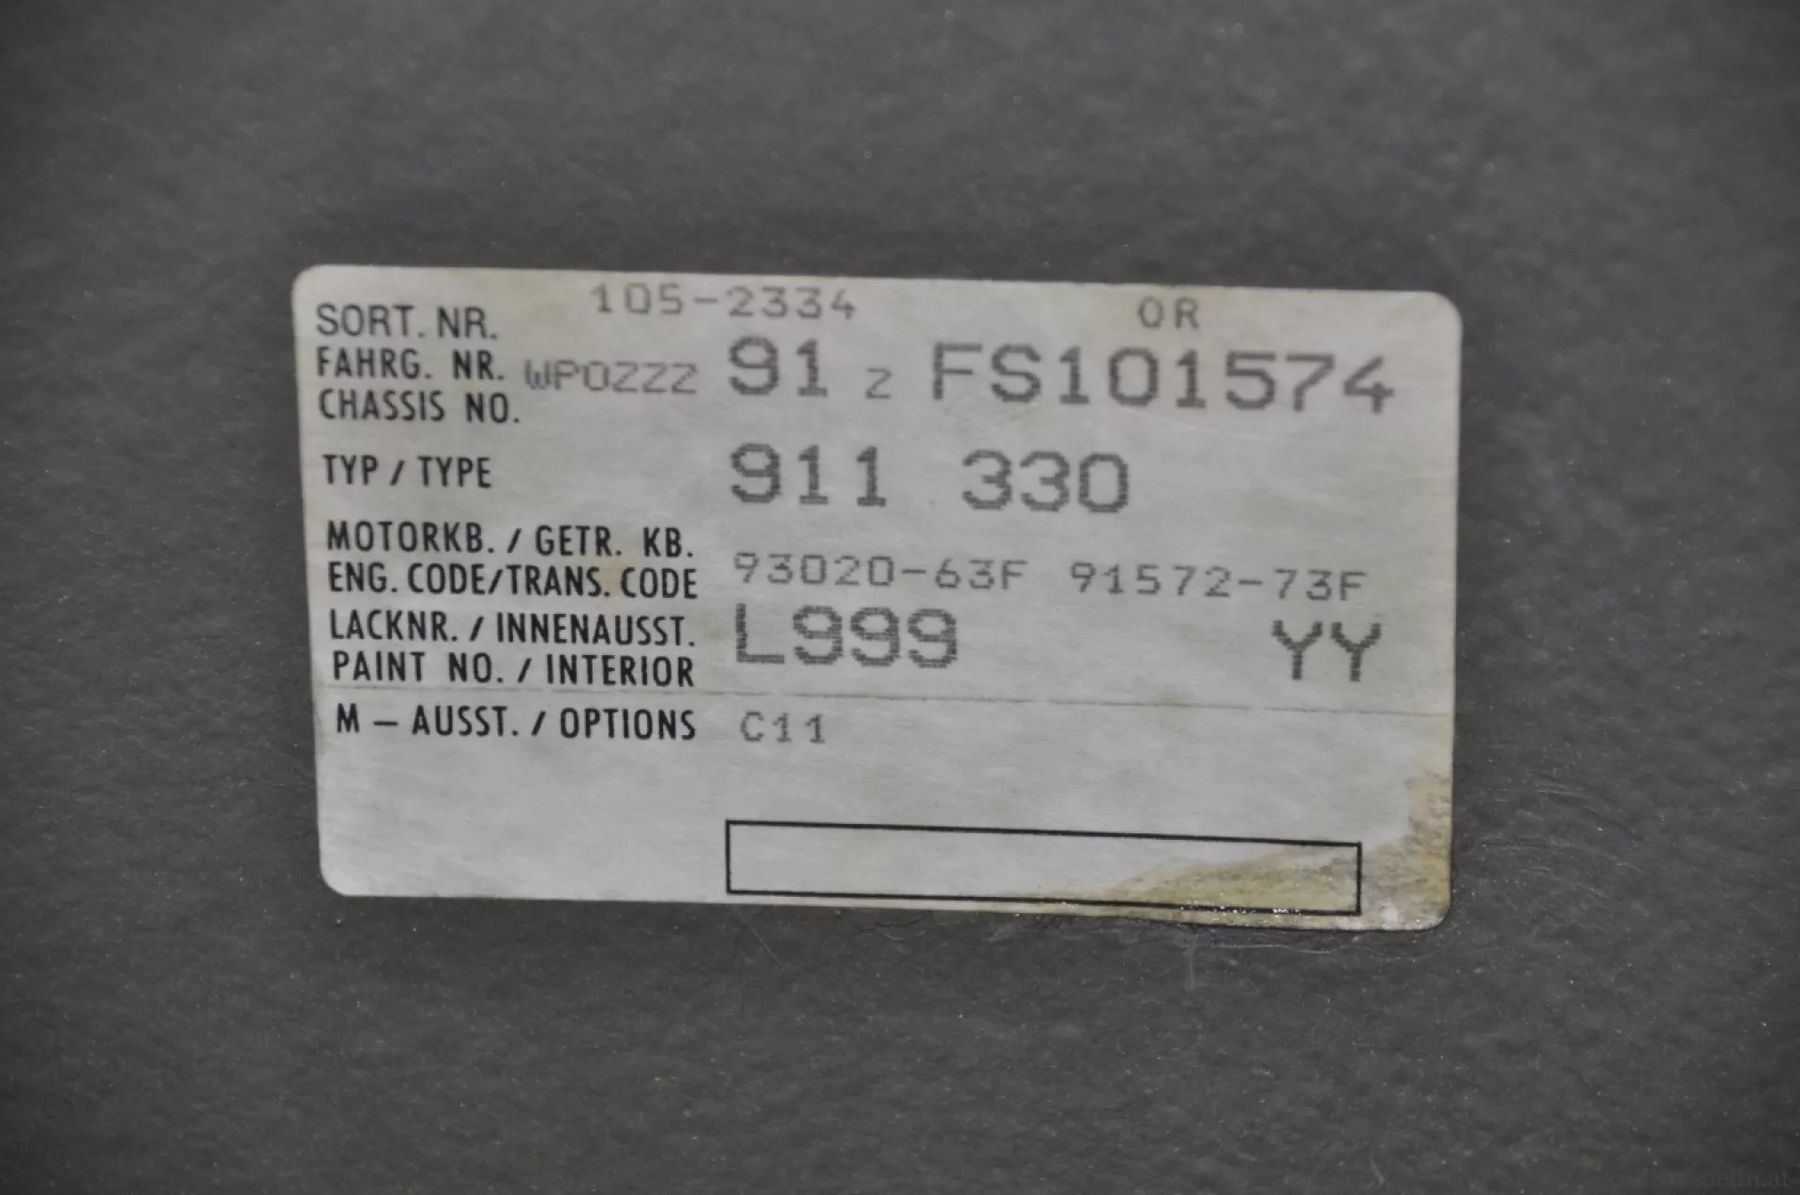 SORT. NR. 105-2334 OR
FAHRG. NR. WP0ZZZ 91 Z FS101574
CHASSIS NO.
TYP / TYPE 911 330
MOTORKB. / GETR. KB.
ENG. CODE/TRANS. CODE 93020-63F 91572-73F
LACKNR. / INNENAUSST. L999 YY
PAINT NO. / INTERIOR
M – AUSST. / OPTIONS C11